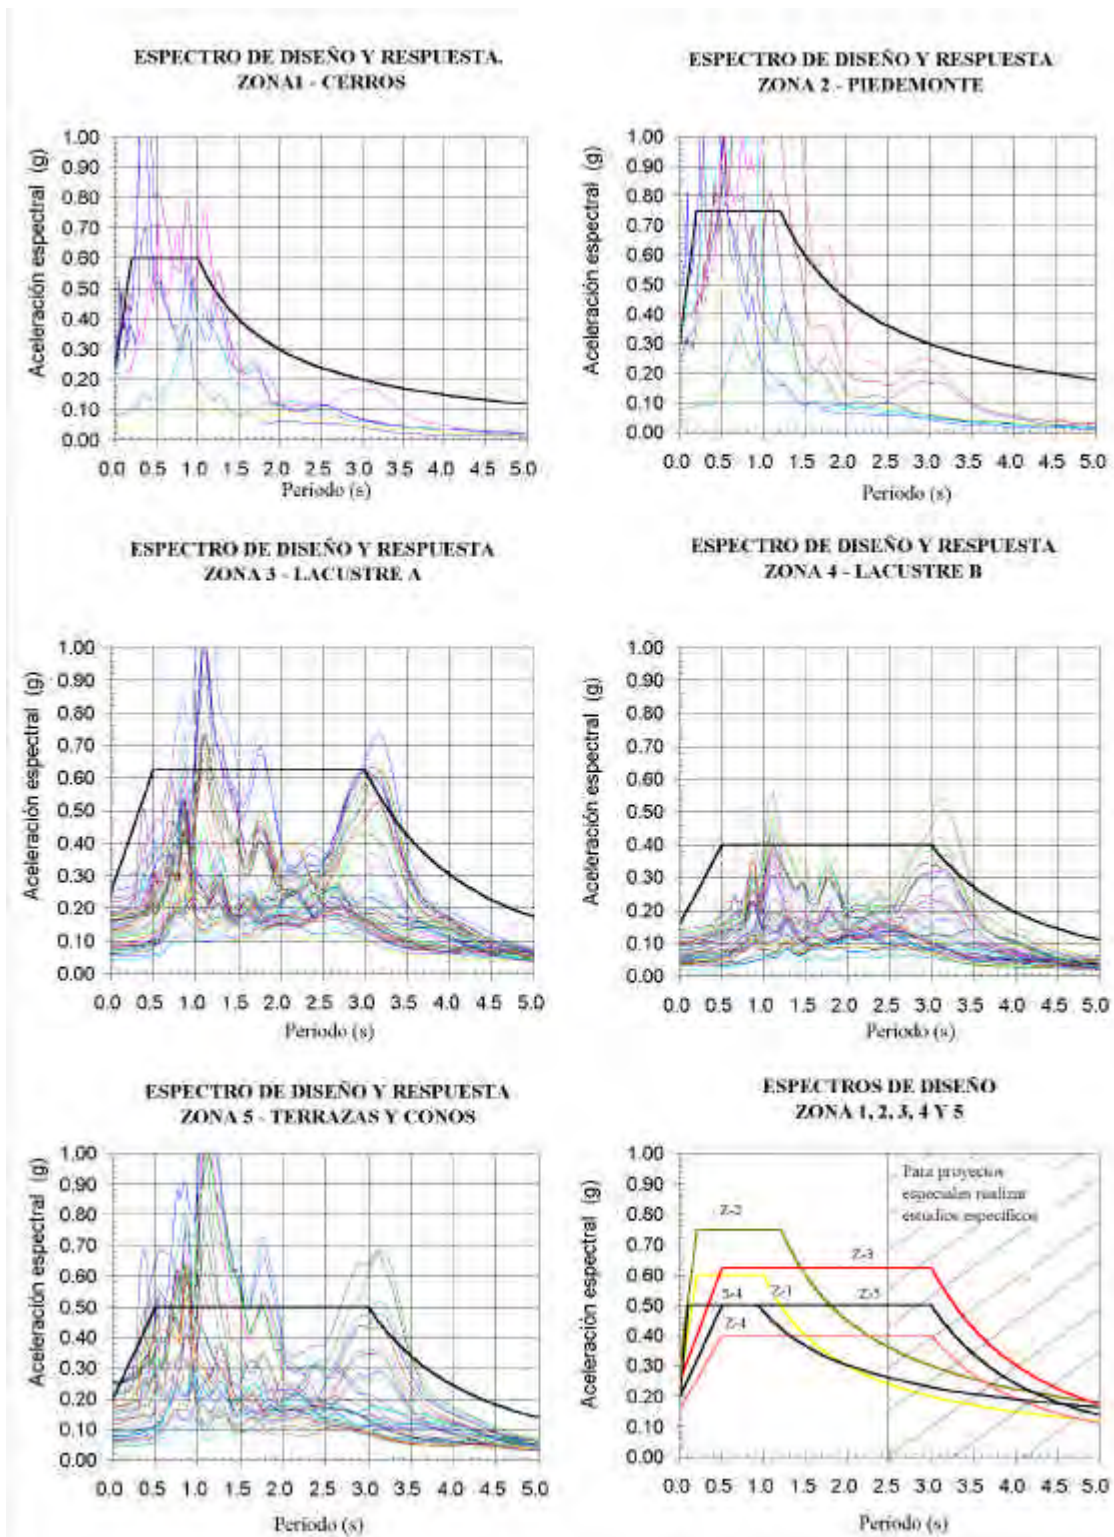 ESPECTRO DE DISEÑO Y RESPUESTA.
ZONA1 - CERROS
Aceleración espectral (g)
1.00
0.90
0.80
0.70
0.60
0.50
0.40
0.30
0.20
0.10
0.00
0.0 0.5 1.0 1.5 2.0 2.5 3.0 3.5 4.0 4.5 5.0
Periodo (s)
ESPECTRO DE DISEÑO Y RESPUESTA
ZONA 2 - PIEDEMONTE
Aceleración espectral (g)
1.00
0.90
0.80
0.70
0.60
0.50
0.40
0.30
0.20
0.10
0.00
0.0 0.5 1.0 1.5 2.0 2.5 3.0 3.5 4.0 4.5 5.0
Periodo (s)
ESPECTRO DE DISEÑO Y RESPUESTA
ZONA 3 - LACUSTRE A
Aceleración espectral (g)
1.00
0.90
0.80
0.70
0.60
0.50
0.40
0.30
0.20
0.10
0.00
0.0 0.5 1.0 1.5 2.0 2.5 3.0 3.5 4.0 4.5 5.0
Periodo (s)
ESPECTRO DE DISEÑO Y RESPUESTA
ZONA 4 - LACUSTRE B
Aceleración espectral (g)
1.00
0.90
0.80
0.70
0.60
0.50
0.40
0.30
0.20
0.10
0.00
0.0 0.5 1.0 1.5 2.0 2.5 3.0 3.5 4.0 4.5 5.0
Periodo (s)
ESPECTRO DE DISEÑO Y RESPUESTA
ZONA 5 - TERRAZAS Y CONOS
Aceleración espectral (g)
1.00
0.90
0.80
0.70
0.60
0.50
0.40
0.30
0.20
0.10
0.00
0.0 0.5 1.0 1.5 2.0 2.5 3.0 3.5 4.0 4.5 5.0
Periodo (s)
ESPECTROS DE DISEÑO
ZONA 1, 2, 3, 4 Y 5
Aceleración espectral (g)
1.00
0.90
0.80
0.70
0.60
0.50
0.40
0.30
0.20
0.10
0.00
Para proyectos
especiales realizar
estudios específicos
Z-2
Z-3
S-4
Z-1
Z-5
Z-4
0.0 0.5 1.0 1.5 2.0 2.5 3.0 3.5 4.0 4.5 5.0
Periodo (s)